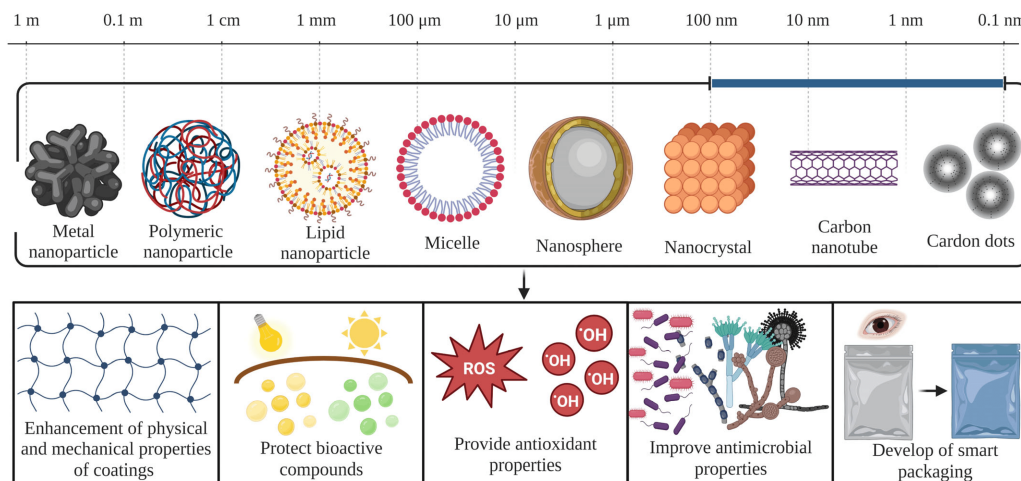 1 m 0.1 m 1 cm 1 mm 100 µm 10 µm 1 µm 100 nm 10 nm 1 nm 0.1 nm
Metal
nanoparticle
Polymeric
nanoparticle
Lipid
nanoparticle
Micelle
Nanosphere
Nanocrystal
Carbon
nanotube
Cardon dots
Enhancement of physical
and mechanical properties
of coatings
Protect bioactive
compounds
ROS
•OH
•OH
•OH
•OH
Provide antioxidant
properties
Improve antimicrobial
properties
Develop of smart
packaging